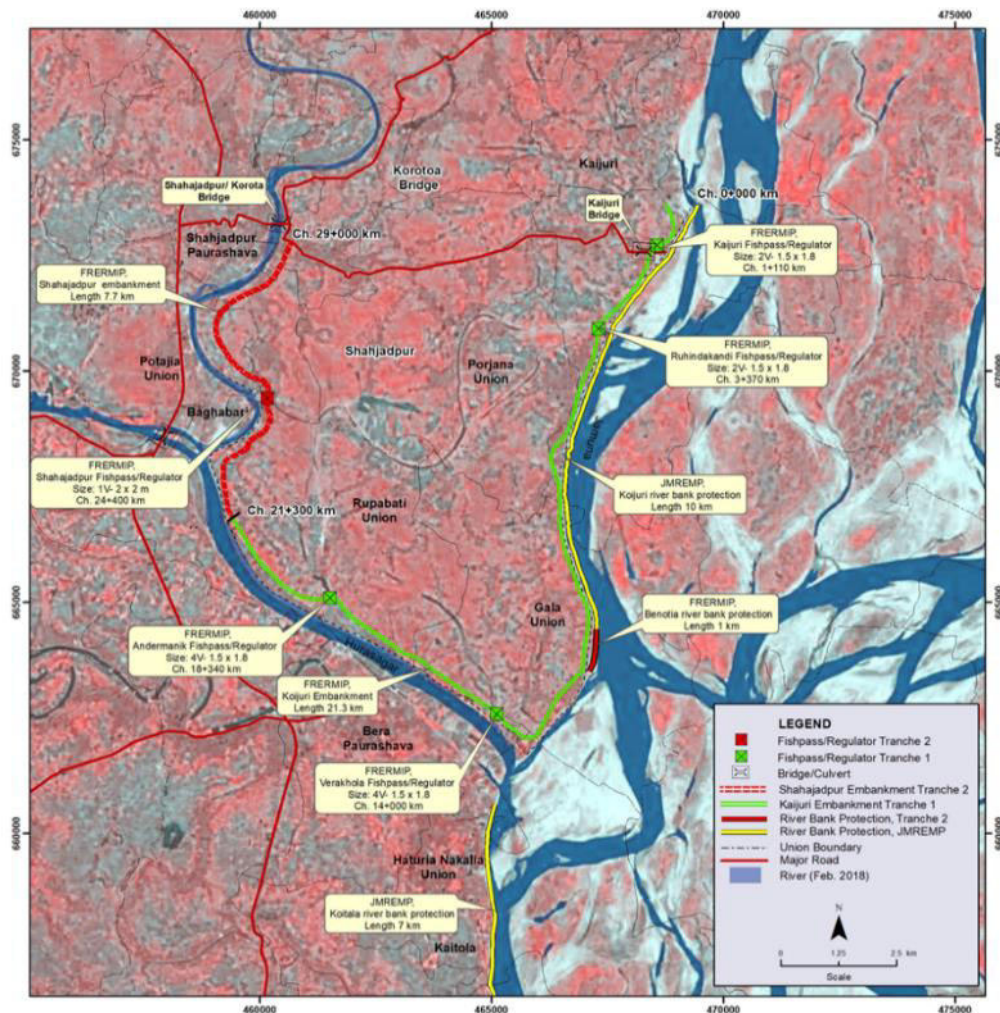 460000
465000
470000
475000
675000
675000
670000
670000
665000
665000
660000
660000
Kaijuri
Korotoa
Bridge
Ch. 0+000 km
Shahajadpur/ Korota
Bridge
Kaijuri
Bridge
Shahjadpur
Paurashava
Ch. 29+000 km
FRERMIP,
Kaijuri Fishpass/Regulator
Size: 2V- 1.5 x 1.8
Ch. 1+110 km
FRERMIP,
Shahajadpur embankment
Length 7.7 km
FRERMIP,
Ruhindakandi Fishpass/Regulator
Size: 2V- 1.5 x 1.8
Ch. 3+370 km
Shahjadpur
Potajia
Union
Porjana
Union
Baghabari
Jamuna
FRERMIP,
Shahajadpur Fishpass/Regulator
Size: 1V- 2 x 2 m
Ch. 24+400 km
JMREMP,
Koijuri river bank protection
Length 10 km
Ch. 21+300 km
Rupabati
Union
FRERMIP,
Benotia river bank protection
Length 1 km
Gala
Union
FRERMIP,
Andermanik Fishpass/Regulator
Size: 4V- 1.5 x 1.8
Ch. 18+340 km
Hurasagar
FRERMIP,
Koijuri Embankment
Length 21.3 km
Bera
Paurashava
FRERMIP,
Verakhola Fishpass/Regulator
Size: 4V- 1.5 x 1.8
Ch. 14+000 km
Haturia Nakalia
Union
JMREMP,
Koitala river bank protection
Length 7 km
Kaitola
LEGEND
Fishpass/Regulator Tranche 2
Fishpass/Regulator Tranche 1
Bridge/Culvert
Shahajadpur Embankment Tranche 2
Kaijuri Embankment Tranche 1
River Bank Protection, Tranche 2
River Bank Protection, JMREMP
Union Boundary
Major Road
River (Feb. 2018)
N
0 1.25 2.5 km
Scale
460000
465000
470000
475000